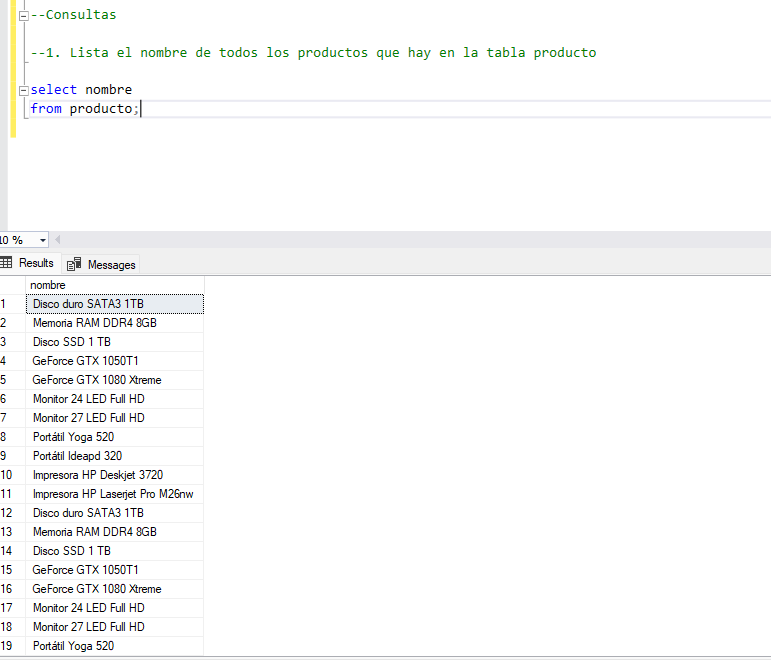 --Consultas
--1. Lista el nombre de todos los productos que hay en la tabla producto
select nombre
from producto;
10 %
Results Messages
nombre
1 Disco duro SATA3 1TB
2 Memoria RAM DDR4 8GB
3 Disco SSD 1 TB
4 GeForce GTX 1050T1
5 GeForce GTX 1080 Xtreme
6 Monitor 24 LED Full HD
7 Monitor 27 LED Full HD
8 Portátil Yoga 520
9 Portátil Ideapd 320
10 Impresora HP Deskjet 3720
11 Impresora HP Laserjet Pro M26nw
12 Disco duro SATA3 1TB
13 Memoria RAM DDR4 8GB
14 Disco SSD 1 TB
15 GeForce GTX 1050T1
16 GeForce GTX 1080 Xtreme
17 Monitor 24 LED Full HD
18 Monitor 27 LED Full HD
19 Portátil Yoga 520